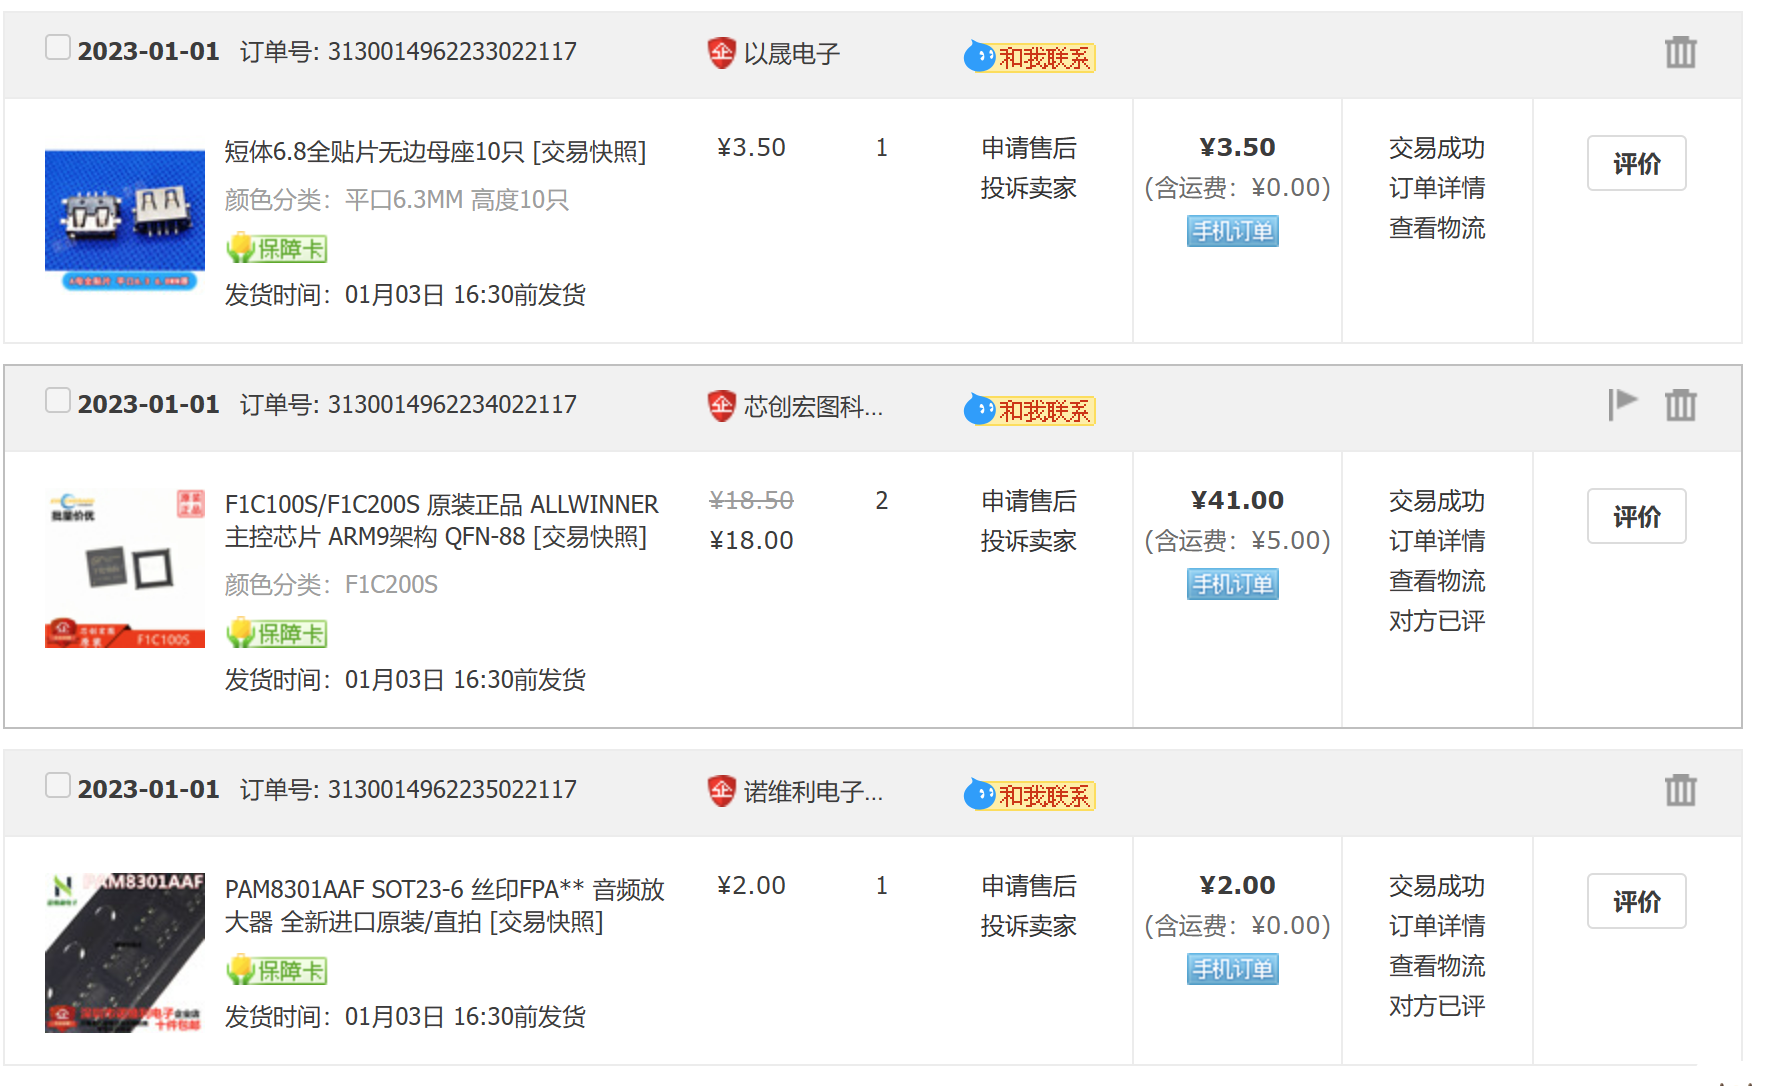 2023-01-01 订单号: 3130014962233022117 以晟电子 和我联系
短体6.8全贴片无边母座10只 [交易快照]
颜色分类：平口6.3MM 高度10只
保障卡
发货时间：01月03日 16:30前发货
¥3.50
1
申请售后
投诉卖家
¥3.50
(含运费：¥0.00)
手机订单
交易成功
订单详情
查看物流
评价
2023-01-01 订单号: 3130014962234022117 芯创宏图科... 和我联系
批量价优
原装
正品
原装
F1C100S
F1C100S/F1C200S 原装正品 ALLWINNER
主控芯片 ARM9架构 QFN-88 [交易快照]
颜色分类：F1C200S
保障卡
发货时间：01月03日 16:30前发货
¥18.50
¥18.00
2
申请售后
投诉卖家
¥41.00
(含运费：¥5.00)
手机订单
交易成功
订单详情
查看物流
对方已评
评价
2023-01-01 订单号: 3130014962235022117 诺维利电子... 和我联系
PAM8301AAF
十件包邮
PAM8301AAF SOT23-6 丝印FPA** 音频放
大器 全新进口原装/直拍 [交易快照]
保障卡
发货时间：01月03日 16:30前发货
¥2.00
1
申请售后
投诉卖家
¥2.00
(含运费：¥0.00)
手机订单
交易成功
订单详情
查看物流
对方已评
评价